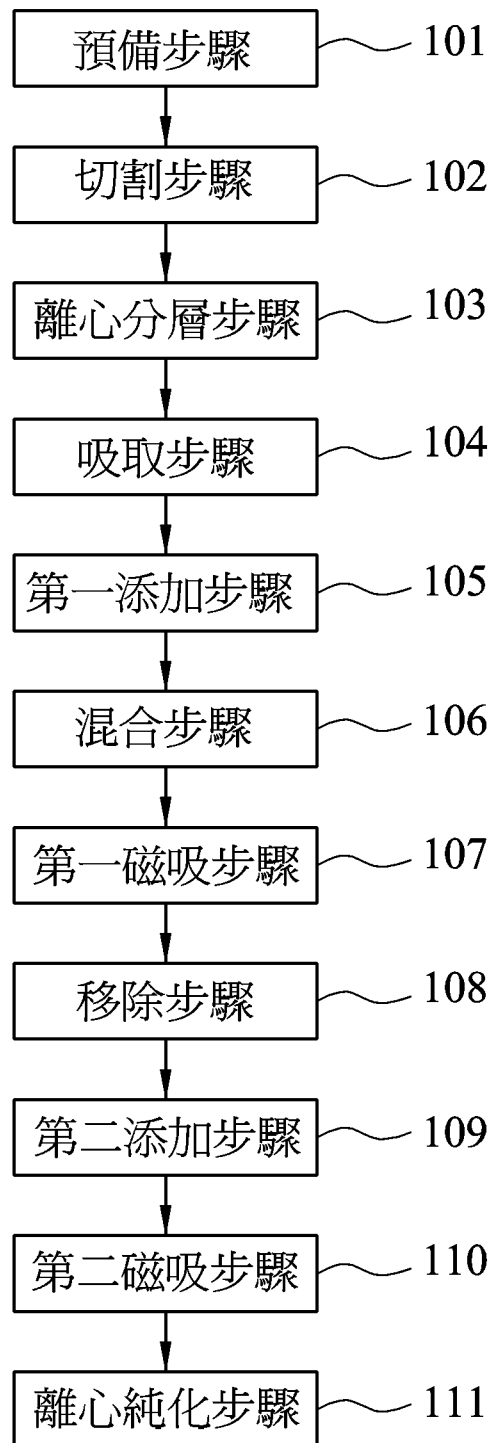 預備步驟 101
切割步驟 102
離心分層步驟 103
吸取步驟 104
第一添加步驟 105
混合步驟 106
第一磁吸步驟 107
移除步驟 108
第二添加步驟 109
第二磁吸步驟 110
離心純化步驟 111